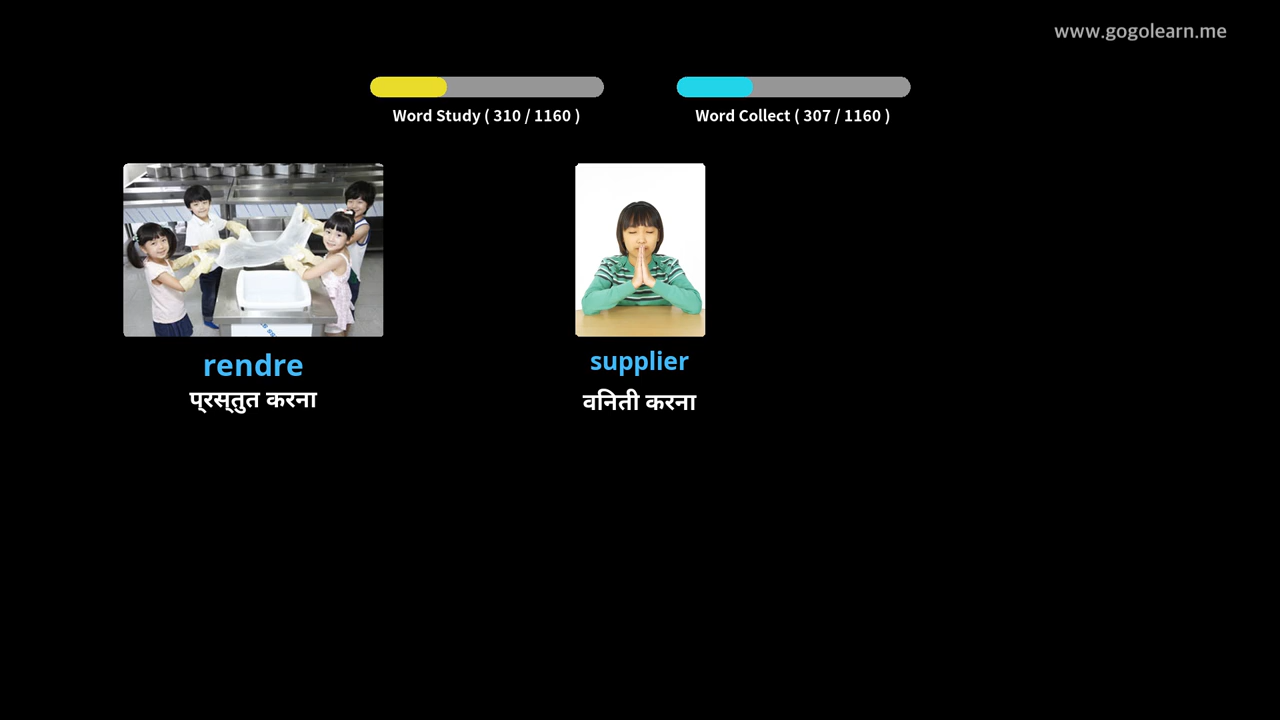 www.gogolearn.me
Word Study ( 310 / 1160 )
Word Collect ( 307 / 1160 )
rendre
प्रस्तुत करना
supplier
विनिती करना